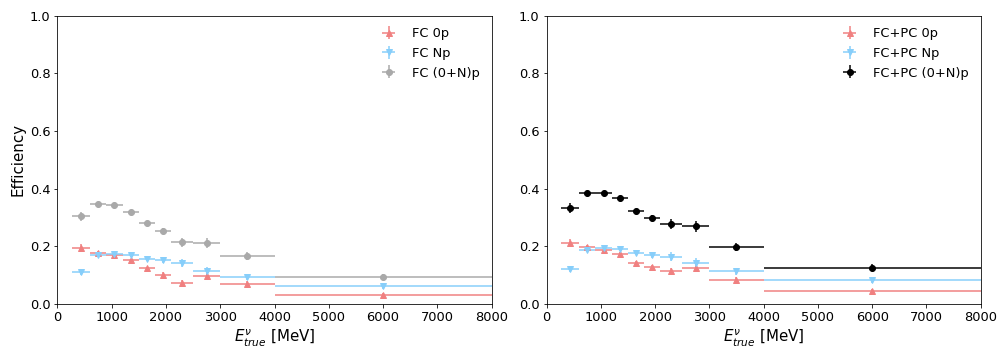 Efficiency
1.0
0.8
0.6
0.4
0.2
0.0
FC 0p
FC Np
FC (0+N)p
0 1000 2000 3000 4000 5000 6000 7000 8000
E^ν_true [MeV]
1.0
0.8
0.6
0.4
0.2
0.0
FC+PC 0p
FC+PC Np
FC+PC (0+N)p
0 1000 2000 3000 4000 5000 6000 7000 8000
E^ν_true [MeV]